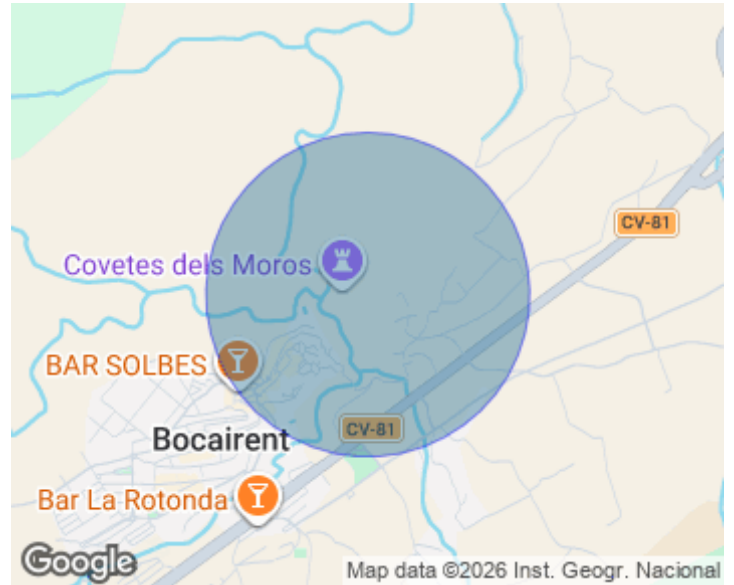 CV-81
Covetes dels Moros
BAR SOLBES
CV-81
Bocairent
Bar La Rotonda
Google
Map data ©2026 Inst. Geogr. Nacional